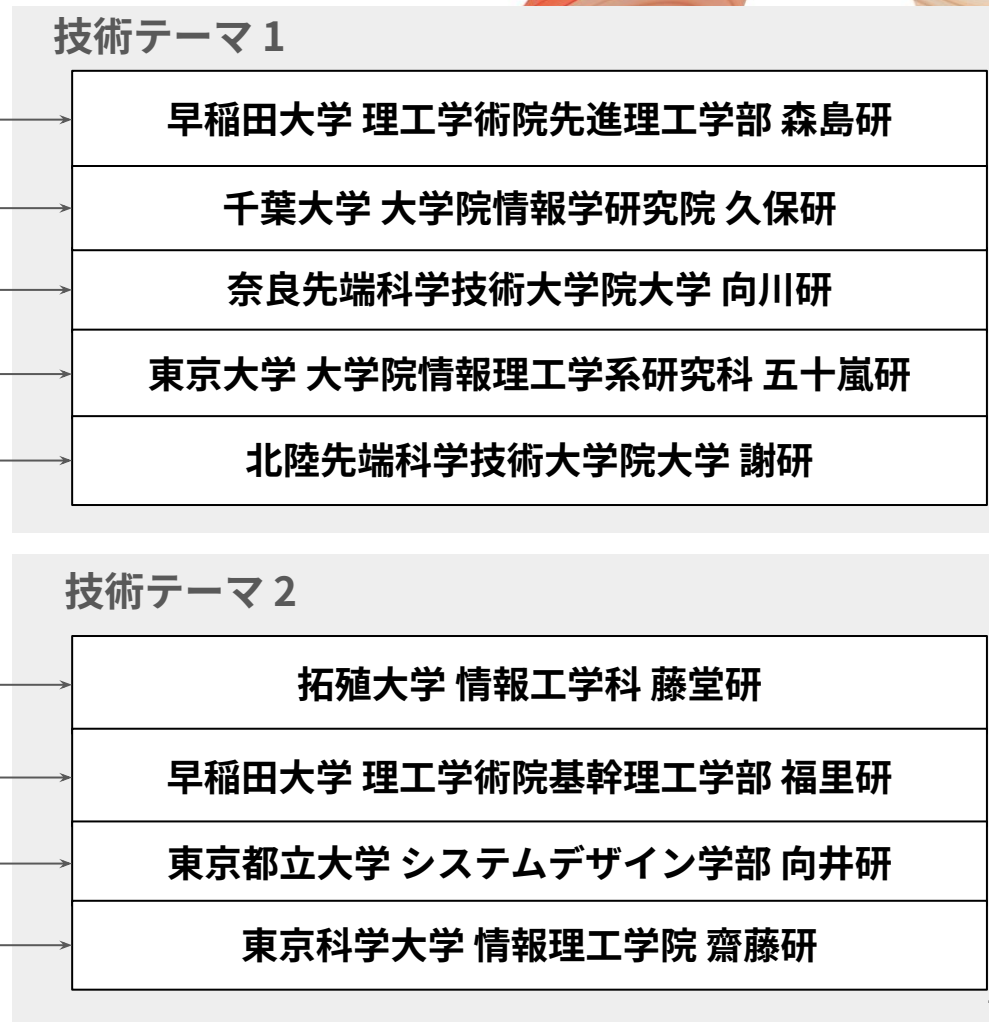 技術テーマ 1
早稲田大学 理工学術院先進理工学部 森島研
千葉大学 大学院情報学研究院 久保研
奈良先端科学技術大学院大学 向川研
東京大学 大学院情報理工学系研究科 五十嵐研
北陸先端科学技術大学院大学 謝研
技術テーマ 2
拓殖大学 情報工学科 藤堂研
早稲田大学 理工学術院基幹理工学部 福里研
東京都立大学 システムデザイン学部 向井研
東京科学大学 情報理工学院 齋藤研